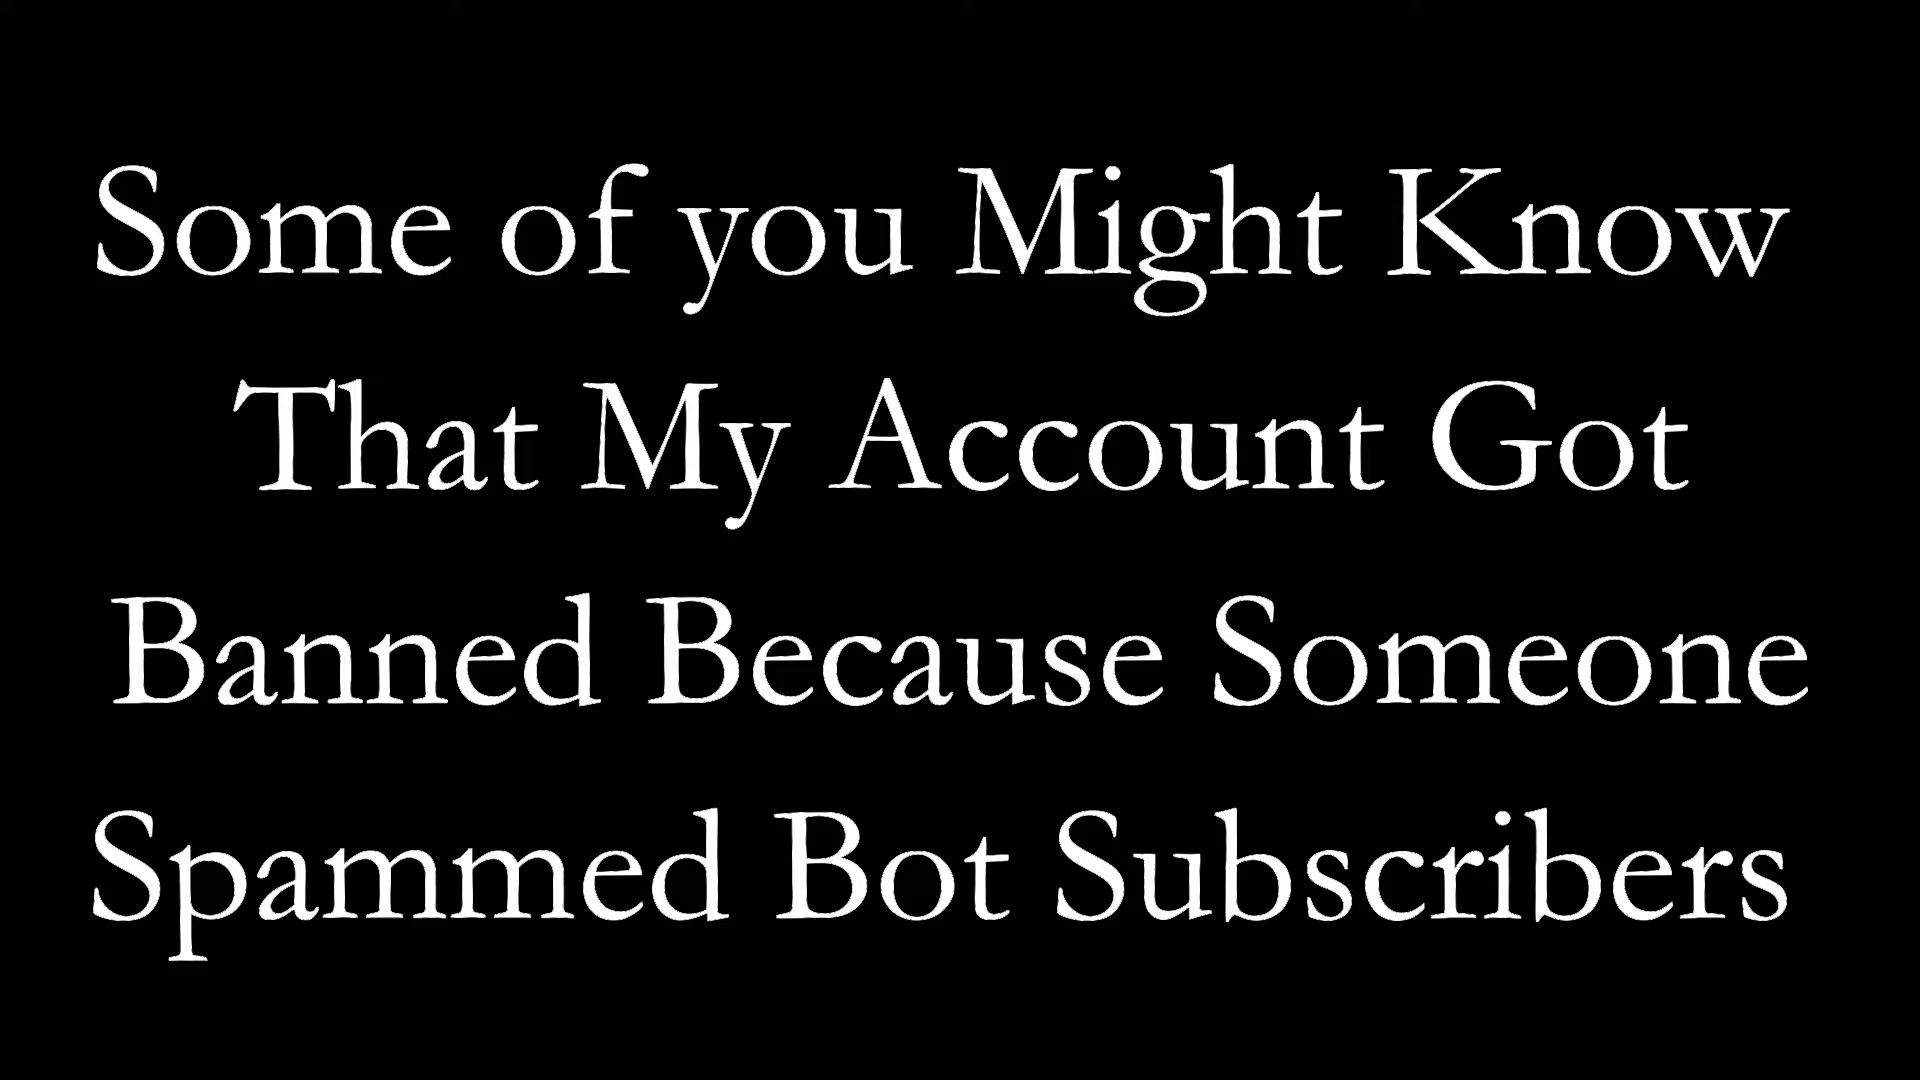 Some of you Might Know
That My Account Got
Banned Because Someone
Spammed Bot Subscribers